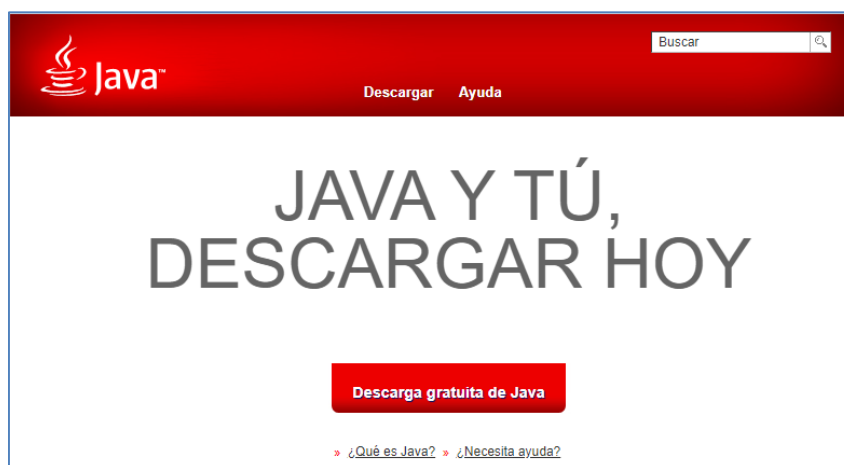 Buscar
Java™
Descargar Ayuda
JAVA Y TÚ,
DESCARGAR HOY
Descarga gratuita de Java
» ¿Qué es Java? » ¿Necesita ayuda?